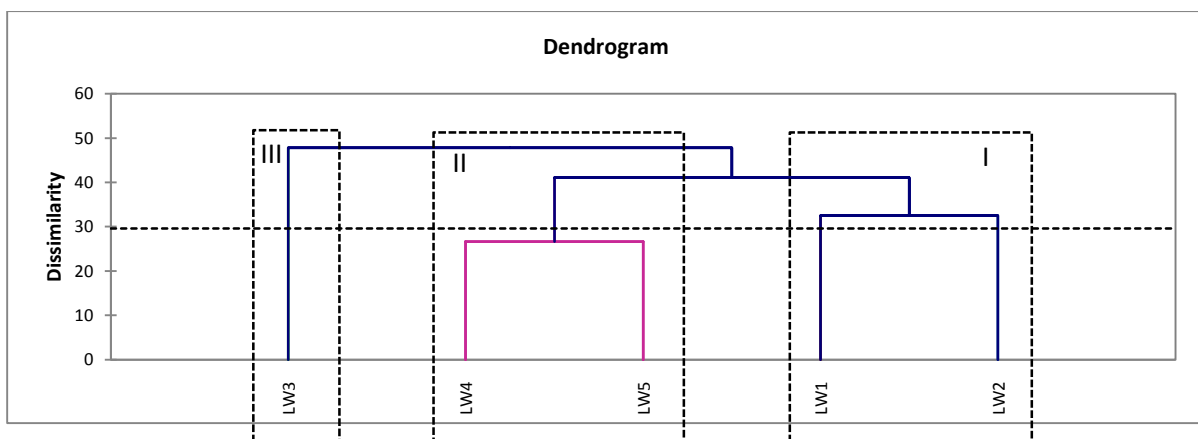 Dendrogram
60
50
40
30
20
10
0
Dissimilarity
III
II
I
LW3
LW4
LW5
LW1
LW2